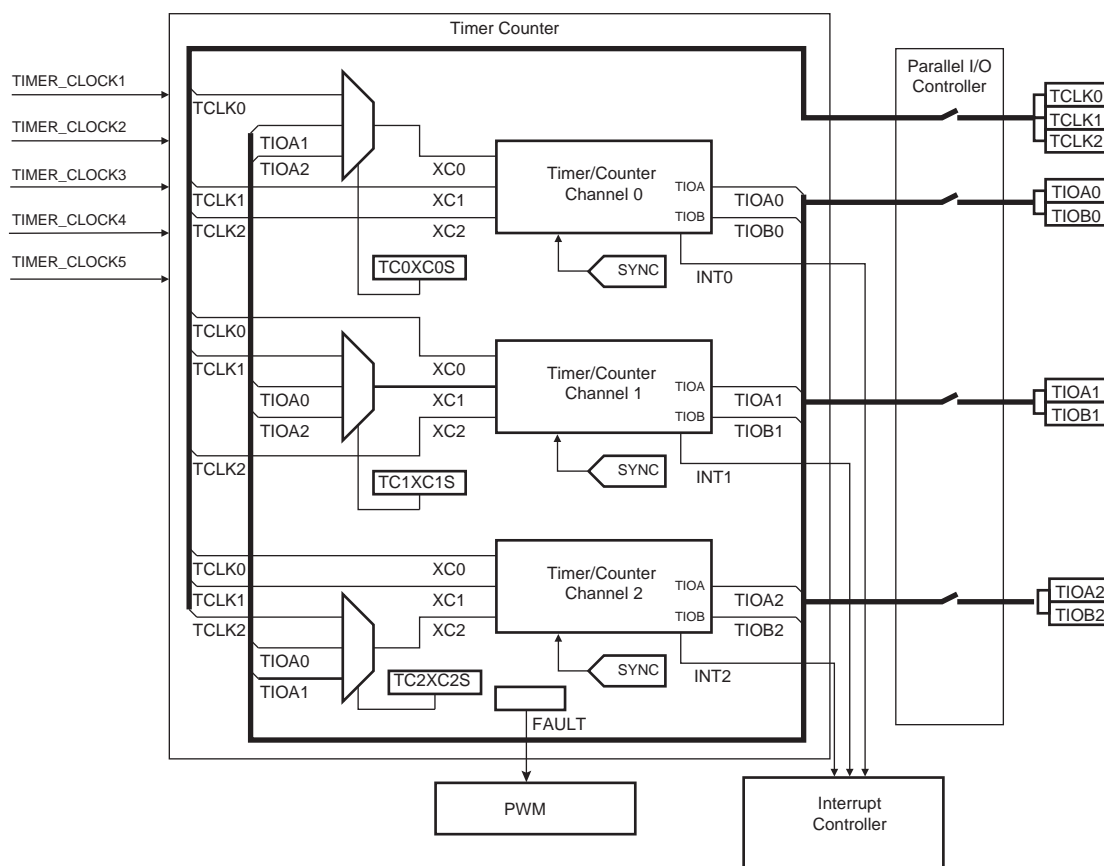 Timer Counter
TIMER_CLOCK1
TIMER_CLOCK2
TIMER_CLOCK3
TIMER_CLOCK4
TIMER_CLOCK5
TCLK0
TIOA1
TIOA2
TCLK1
TCLK2
XC0
XC1
XC2
TC0XC0S
Timer/Counter
Channel 0
TIOA
TIOB
TIOA0
TIOB0
SYNC
INT0
TCLK0
TCLK1
TIOA0
TIOA2
TCLK2
XC0
XC1
XC2
TC1XC1S
Timer/Counter
Channel 1
TIOA
TIOB
TIOA1
TIOB1
SYNC
INT1
TCLK0
TCLK1
TCLK2
TIOA0
TIOA1
XC0
XC1
XC2
TC2XC2S
Timer/Counter
Channel 2
TIOA
TIOB
TIOA2
TIOB2
SYNC
INT2
FAULT
PWM
Parallel I/O
Controller
TCLK0
TCLK1
TCLK2
TIOA0
TIOB0
TIOA1
TIOB1
TIOA2
TIOB2
Interrupt
Controller